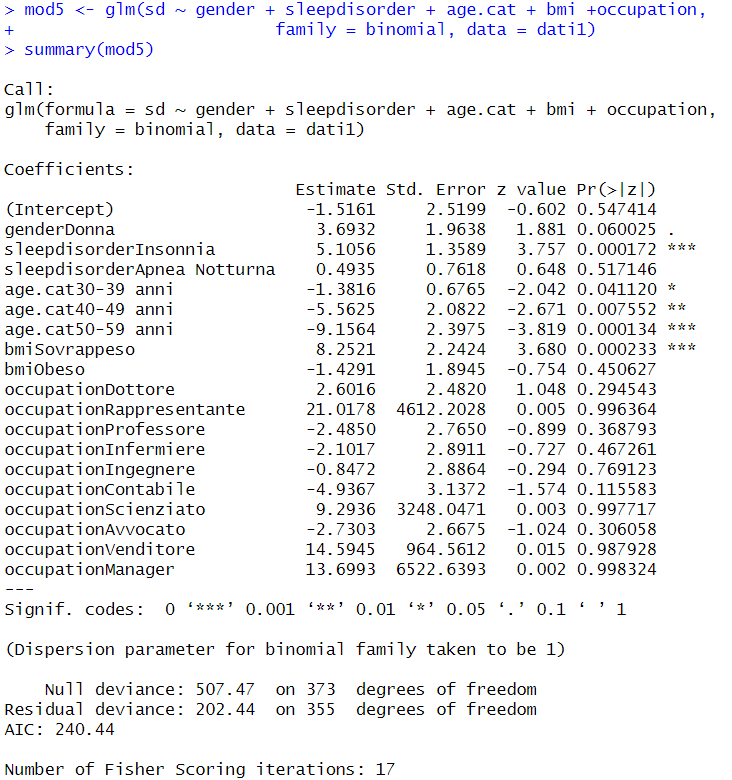 > mod5 <- glm(sd ~ gender + sleepdisorder + age.cat + bmi +occupation,
+                           family = binomial, data = dati1)
> summary(mod5)
Call:
glm(formula = sd ~ gender + sleepdisorder + age.cat + bmi + occupation,
    family = binomial, data = dati1)
Coefficients:
                             Estimate Std. Error z value Pr(>|z|)
(Intercept)                   -1.5161     2.5199  -0.602 0.547414
genderDonna                    3.6932     1.9638   1.881 0.060025 .
sleepdisorderInsonnia          5.1056     1.3589   3.757 0.000172 ***
sleepdisorderApnea Notturna    0.4935     0.7618   0.648 0.517146
age.cat30-39 anni             -1.3816     0.6765  -2.042 0.041120 *
age.cat40-49 anni             -5.5625     2.0822  -2.671 0.007552 **
age.cat50-59 anni             -9.1564     2.3975  -3.819 0.000134 ***
bmiSovrappeso                  8.2521     2.2424   3.680 0.000233 ***
bmiObeso                      -1.4291     1.8945  -0.754 0.450627
occupationDottore              2.6016     2.4820   1.048 0.294543
occupationRappresentante      21.0178  4612.2028   0.005 0.996364
occupationProfessore          -2.4850     2.7650  -0.899 0.368793
occupationInfermiere          -2.1017     2.8911  -0.727 0.467261
occupationIngegnere           -0.8472     2.8864  -0.294 0.769123
occupationContabile           -4.9367     3.1372  -1.574 0.115583
occupationScienziato           9.2936  3248.0471   0.003 0.997717
occupationAvvocato            -2.7303     2.6675  -1.024 0.306058
occupationVenditore           14.5945   964.5612   0.015 0.987928
occupationManager             13.6993  6522.6393   0.002 0.998324
---
Signif. codes:  0 ‘***’ 0.001 ‘**’ 0.01 ‘*’ 0.05 ‘.’ 0.1 ‘ ’ 1
(Dispersion parameter for binomial family taken to be 1)
    Null deviance: 507.47  on 373  degrees of freedom
Residual deviance: 202.44  on 355  degrees of freedom
AIC: 240.44
Number of Fisher Scoring iterations: 17